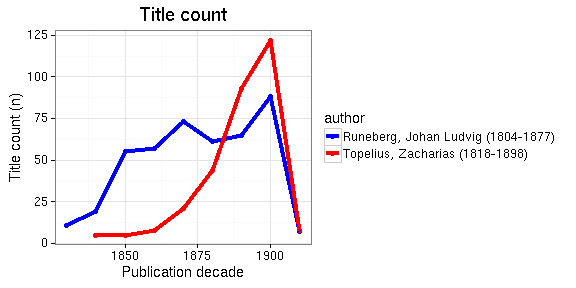 Title count
Title count (n)
125
100
75
50
25
0
1850
1875
1900
Publication decade
author
Runeberg, Johan Ludvig (1804-1877)
Topelius, Zacharias (1818-1898)